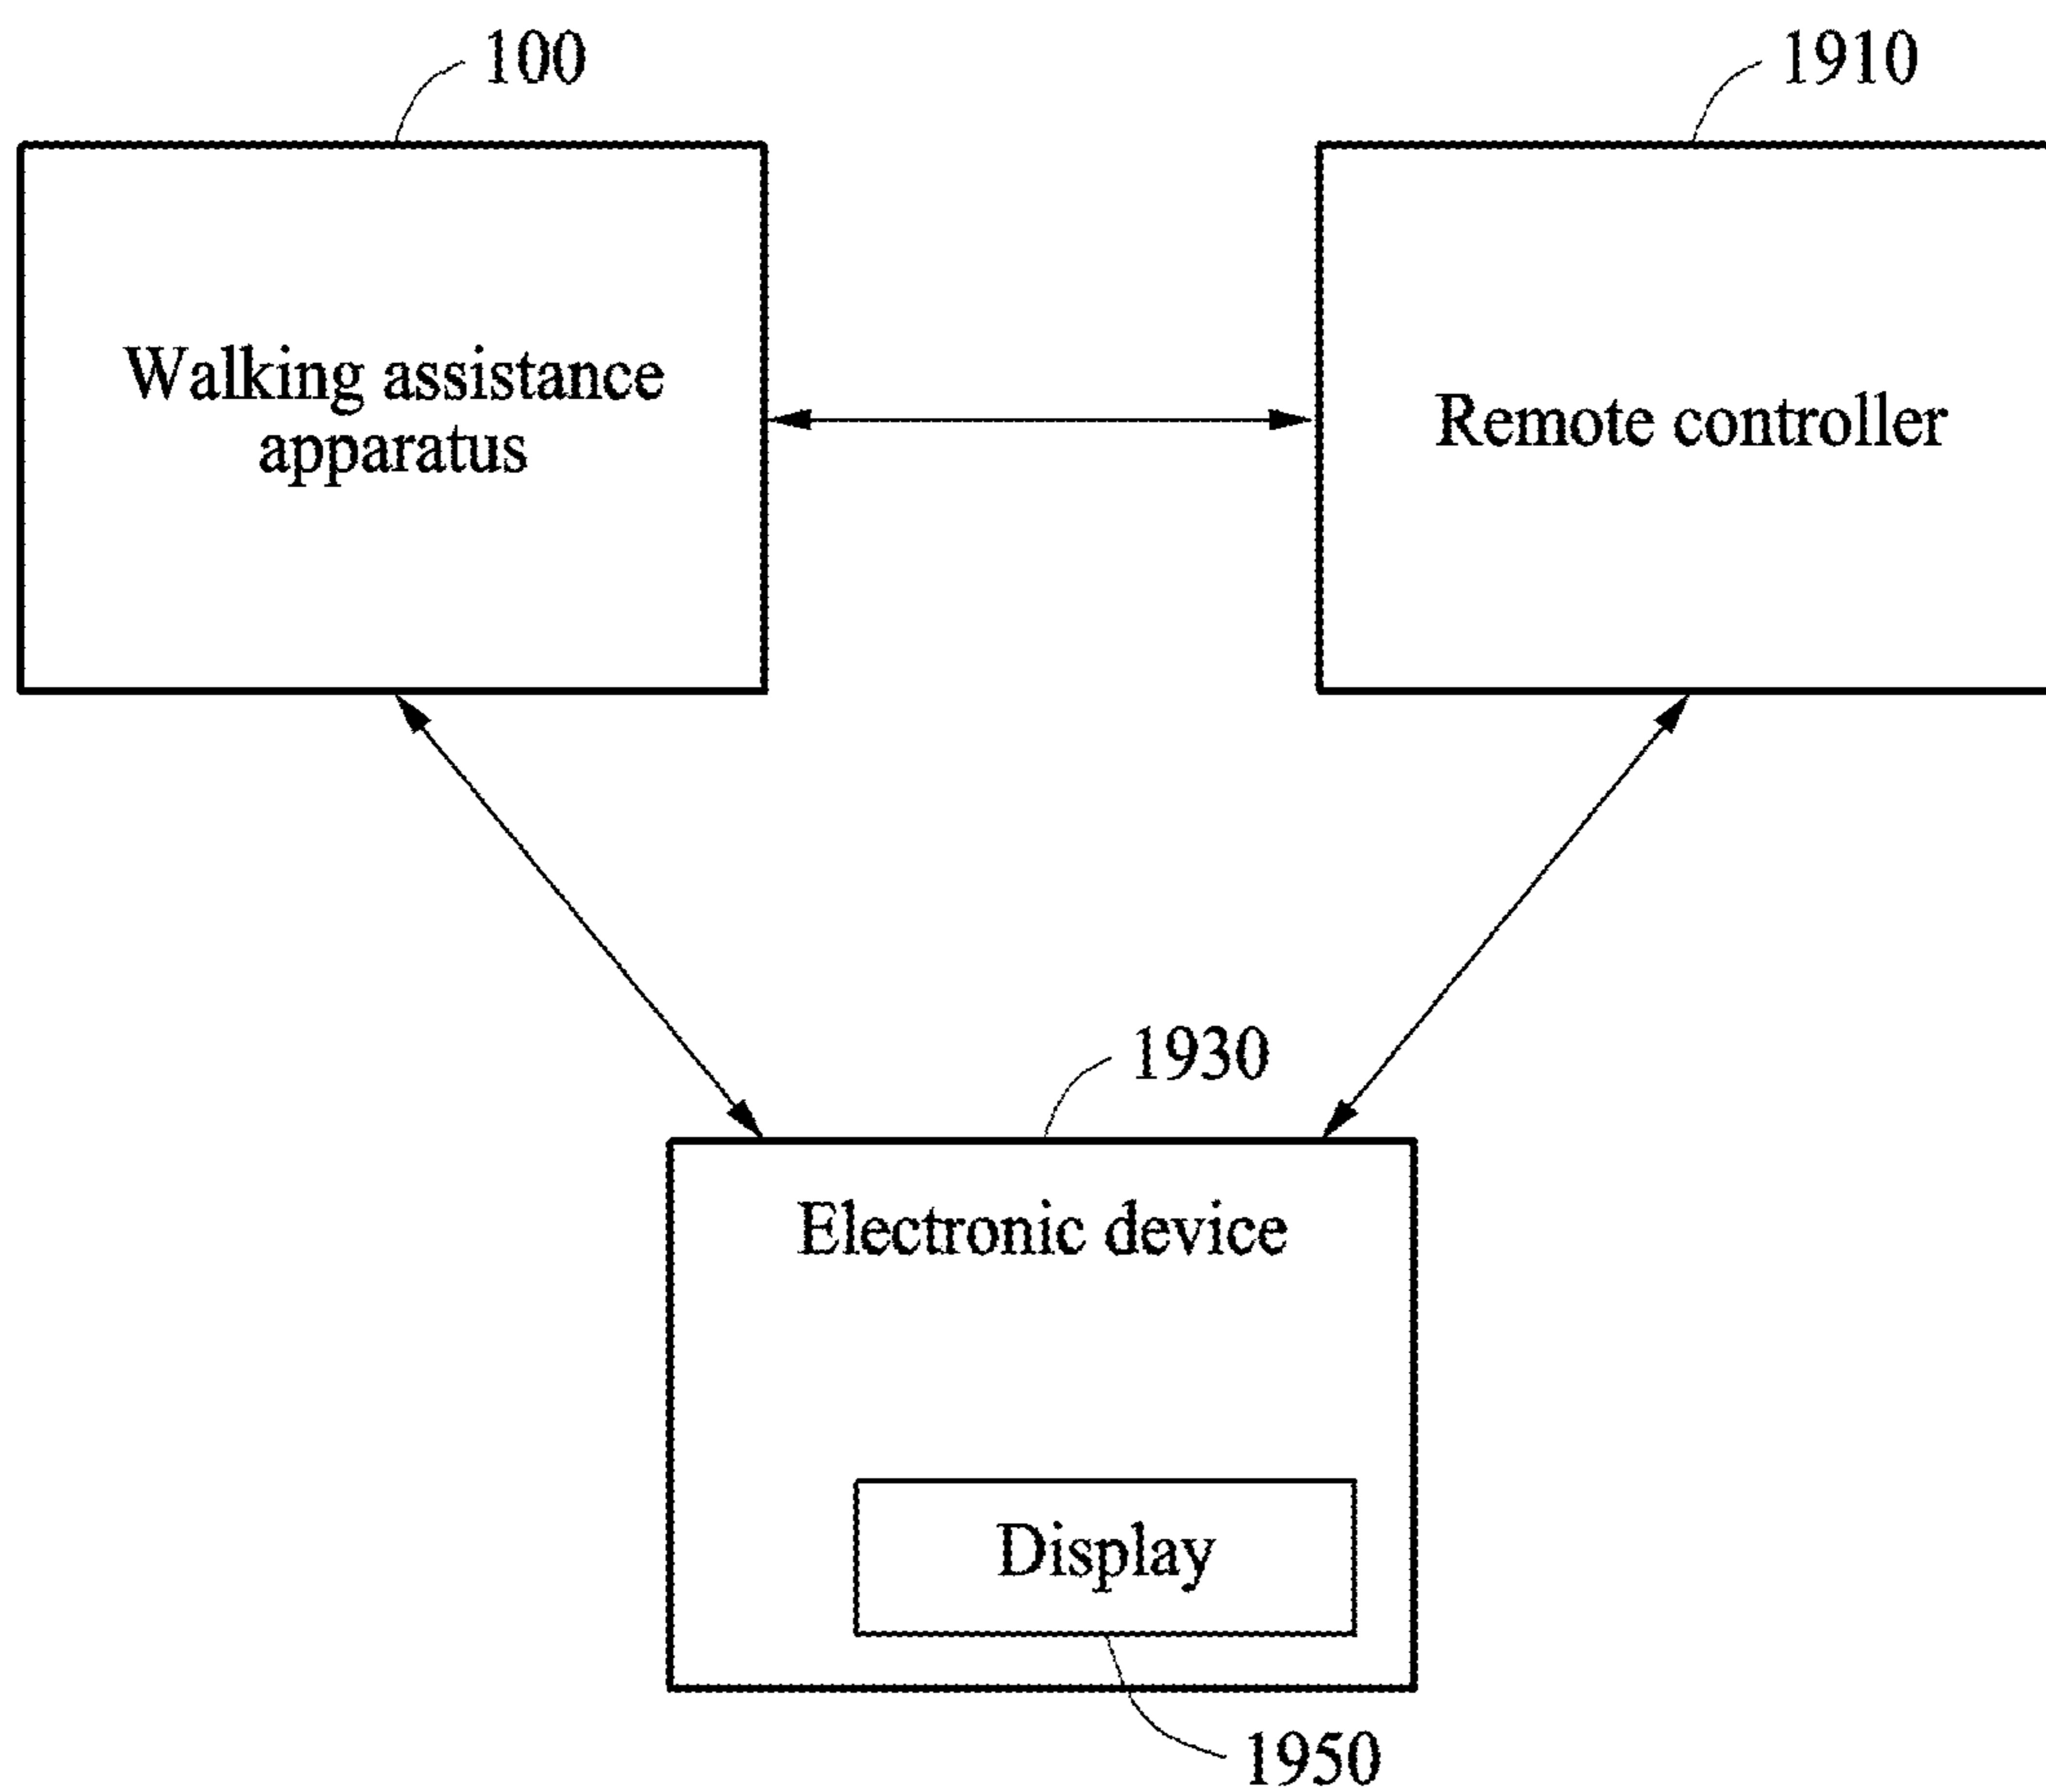 100
1910
Walking assistance
apparatus
Remote controller
1930
Electronic device
Display
1950